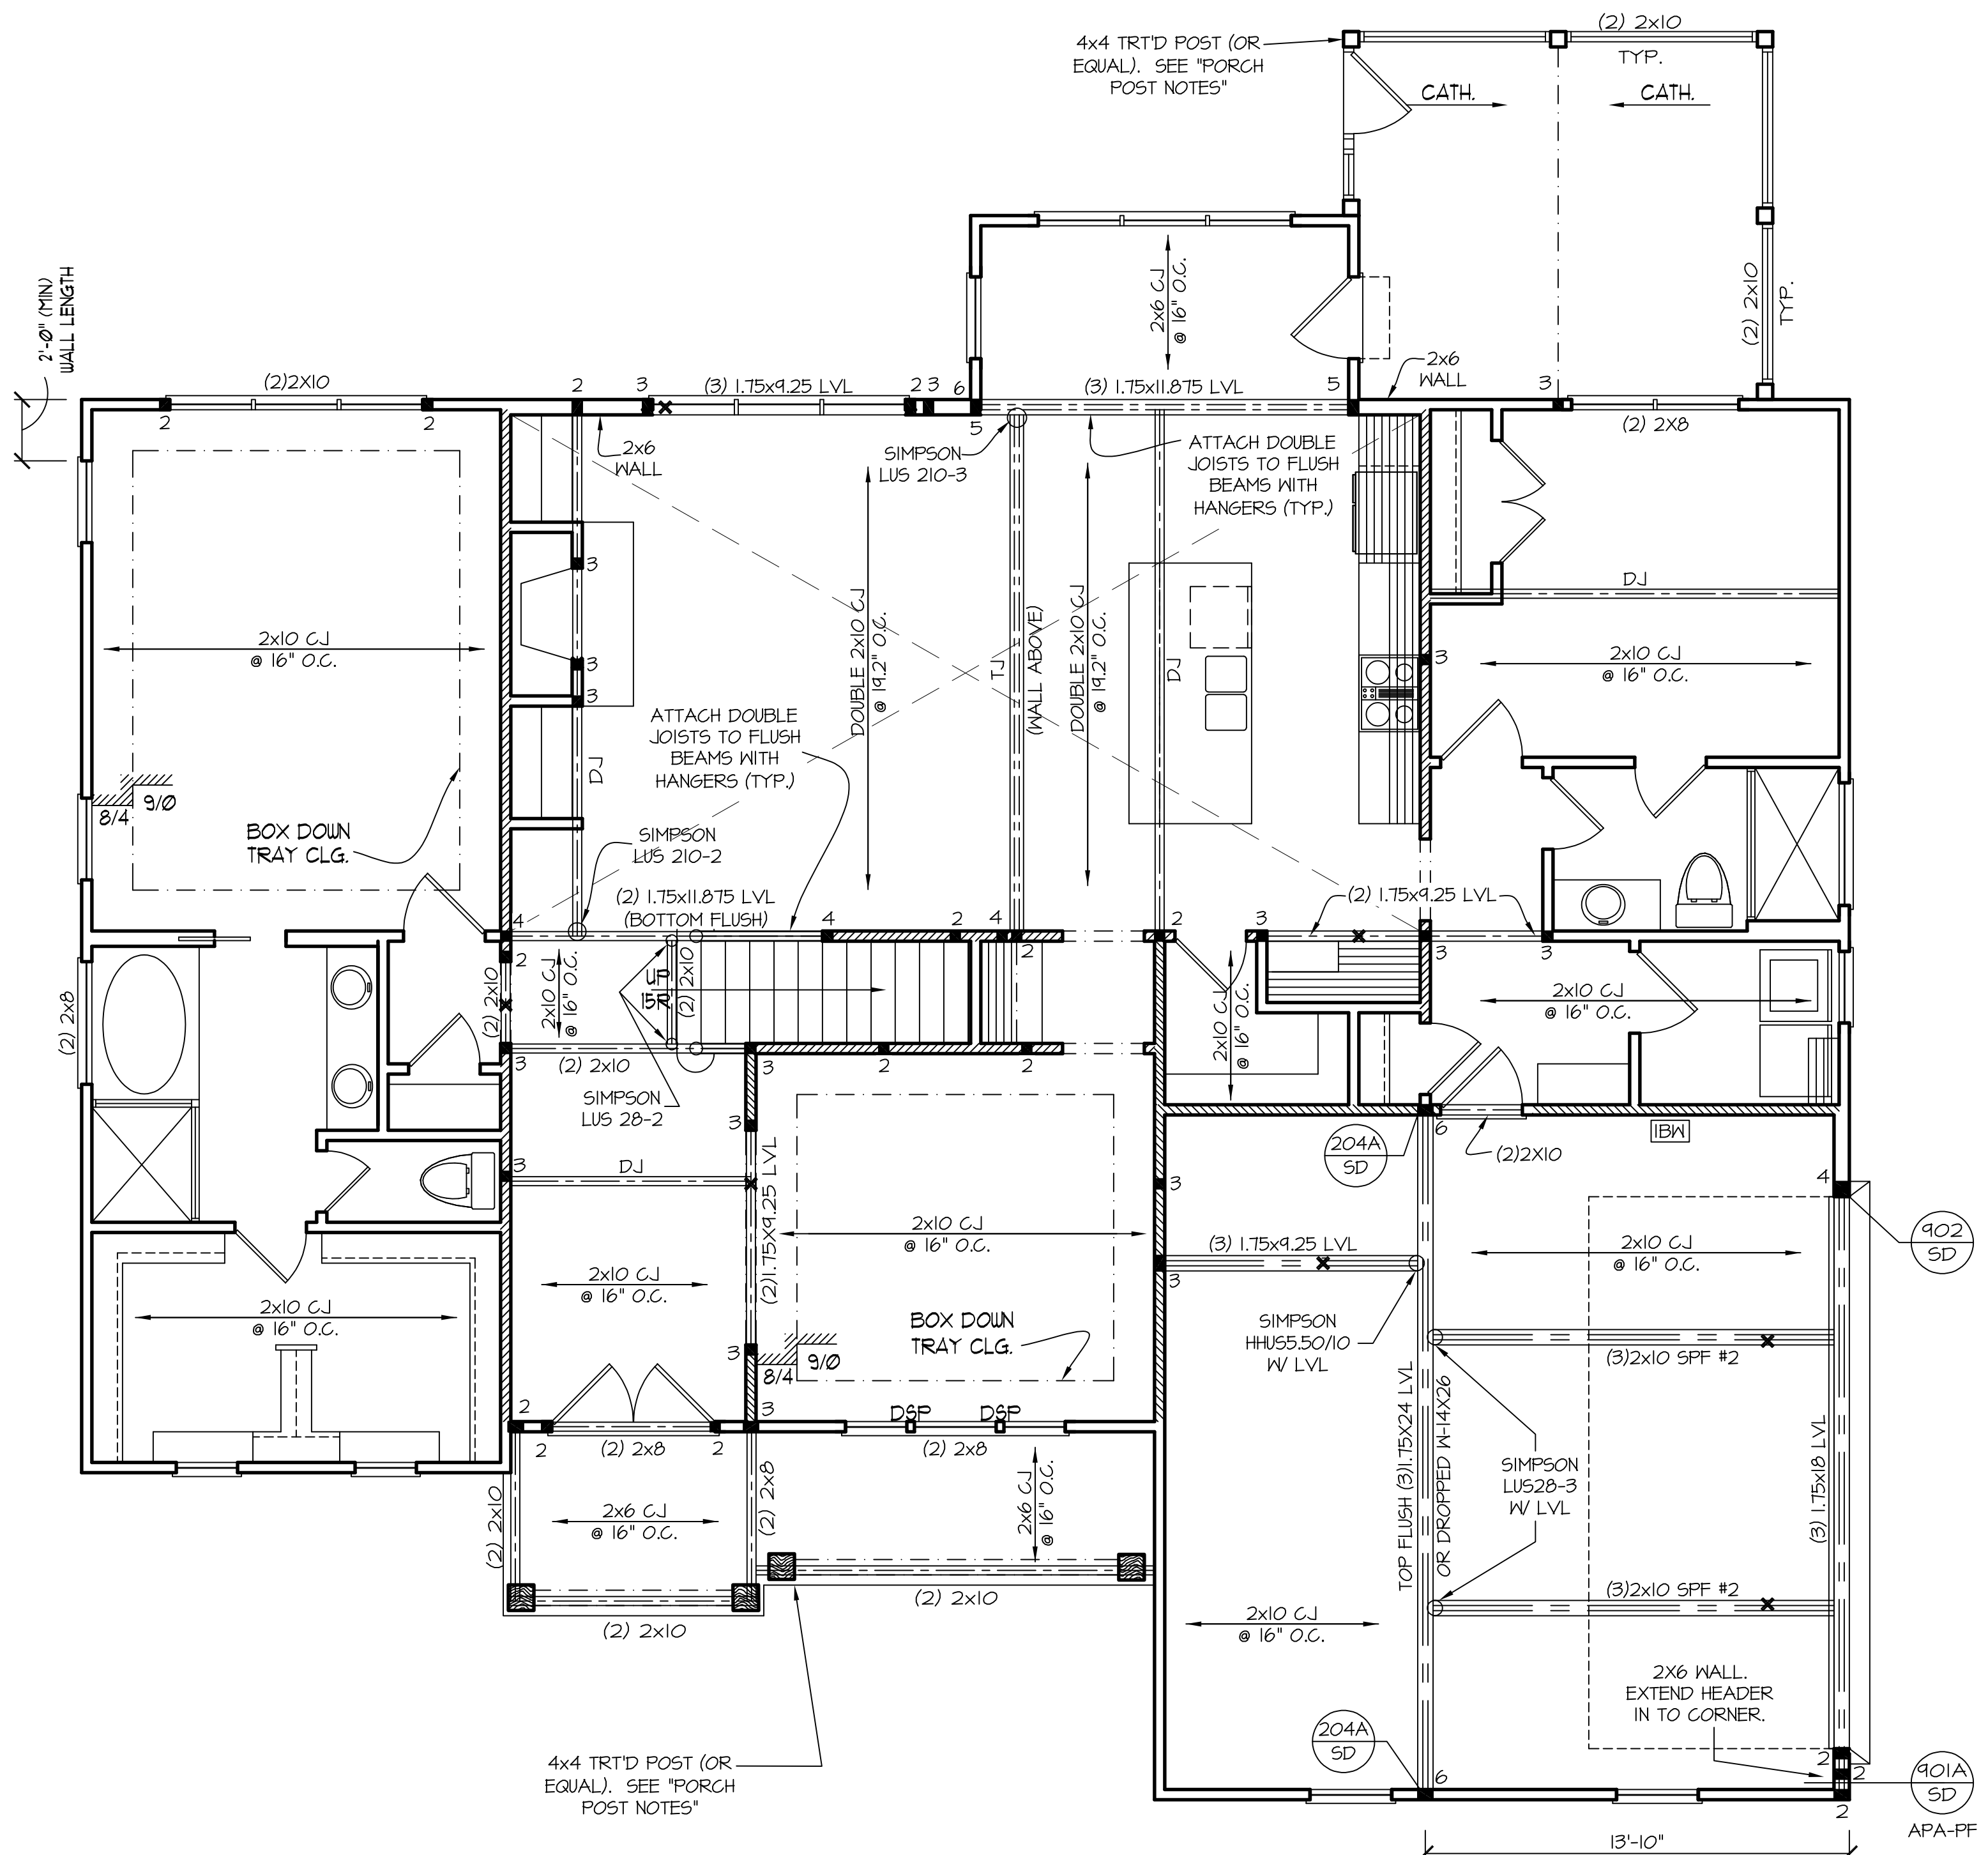 (2) 2x10
TYP.
4x4 TRT'D POST (OR
EQUAL). SEE "PORCH
POST NOTES"
CATH.
CATH.
2'-0" (MIN)
WALL LENGTH
2x6 CJ
@ 16" O.C.
(2) 2x10
TYP.
(2)2X10
2
3
(3) 1.75x9.25 LVL
2
3
6
(3) 1.75x11.875 LVL
5
2x6
WALL
3
2
2
5
(2) 2X8
2x6
WALL
SIMPSON
LUS 210-3
ATTACH DOUBLE
JOISTS TO FLUSH
BEAMS WITH
HANGERS (TYP.)
3
DJ
2x10 CJ
@ 16" O.C.
DOUBLE 2x10 CJ
@ 19.2" O.C.
TJ
(WALL ABOVE)
DOUBLE 2x10 CJ
@ 19.2" O.C.
DJ
3
3
3
2x10 CJ
@ 16" O.C.
ATTACH DOUBLE
JOISTS TO FLUSH
BEAMS WITH
HANGERS (TYP.)
DJ
9/0
8/4
BOX DOWN
TRAY CLG.
SIMPSON
LUS 210-2
(2) 1.75x11.875 LVL
(BOTTOM FLUSH)
(2) 1.75x9.25 LVL
4
4
2
4
2
3
2
2
3
3
(2) 2x8
(2) 2x10
2x10 CJ
@ 16" O.C.
UP
15R
(2) 2x10
2x10 CJ
@ 16" O.C.
2x10 CJ
@ 16" O.C.
3
(2) 2x10
3
2
2
SIMPSON
LUS 28-2
3
204A
SD
6
(2)2X10
IBW
3
DJ
(2)1.75X9.25 LVL
3
4
2x10 CJ
@ 16" O.C.
(3) 1.75x9.25 LVL
2x10 CJ
@ 16" O.C.
902
SD
2x10 CJ
@ 16" O.C.
3
2x10 CJ
@ 16" O.C.
BOX DOWN
TRAY CLG.
SIMPSON
HHUS5.50/10
W/ LVL
3
9/0
8/4
(3)2x10 SPF #2
TOP FLUSH (3)1.75X24 LVL
OR DROPPED W-14X26
2
3
DSP
DSP
2
(2) 2x8
2
(2) 2x8
SIMPSON
LUS28-3
W/ LVL
(3) 1.75x18 LVL
(2) 2x10
2x6 CJ
@ 16" O.C.
(2) 2x8
2x6 CJ
@ 16" O.C.
(3)2x10 SPF #2
(2) 2x10
(2) 2x10
2x10 CJ
@ 16" O.C.
2X6 WALL.
EXTEND HEADER
IN TO CORNER.
4x4 TRT'D POST (OR
EQUAL). SEE "PORCH
POST NOTES"
204A
SD
6
2
2
2
901A
SD
APA-PF
13'-10"